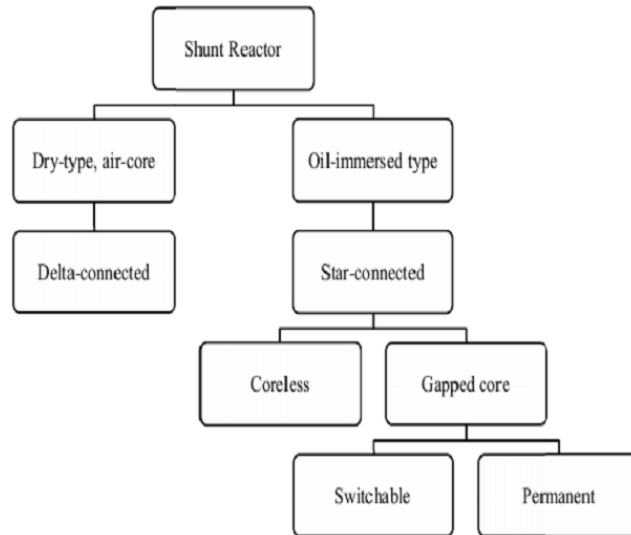 Shunt Reactor
Dry-type, air-core
Oil-immersed type
Delta-connected
Star-connected
Coreless
Gapped core
Switchable
Permanent